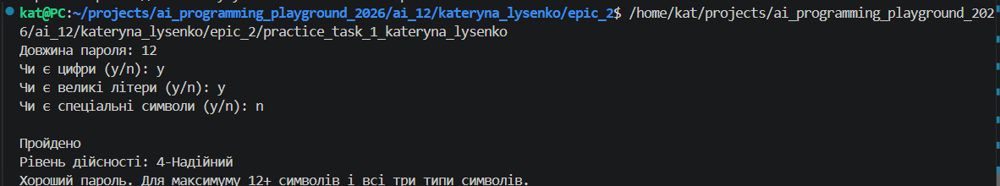 kat@PC:~/projects/ai_programming_playground_2026/ai_12/kateryna_lysenko/epic_2$ /home/kat/projects/ai_programming_playground_202
6/ai_12/kateryna_lysenko/epic_2/practice_task_1_kateryna_lysenko
Довжина пароля: 12
Чи є цифри (y/n): y
Чи є великі літери (y/n): y
Чи є спеціальні символи (y/n): n
Пройдено
Рівень дійсності: 4-Надійний
Хороший пароль. Для максимуму 12+ символів і всі три типи символів.